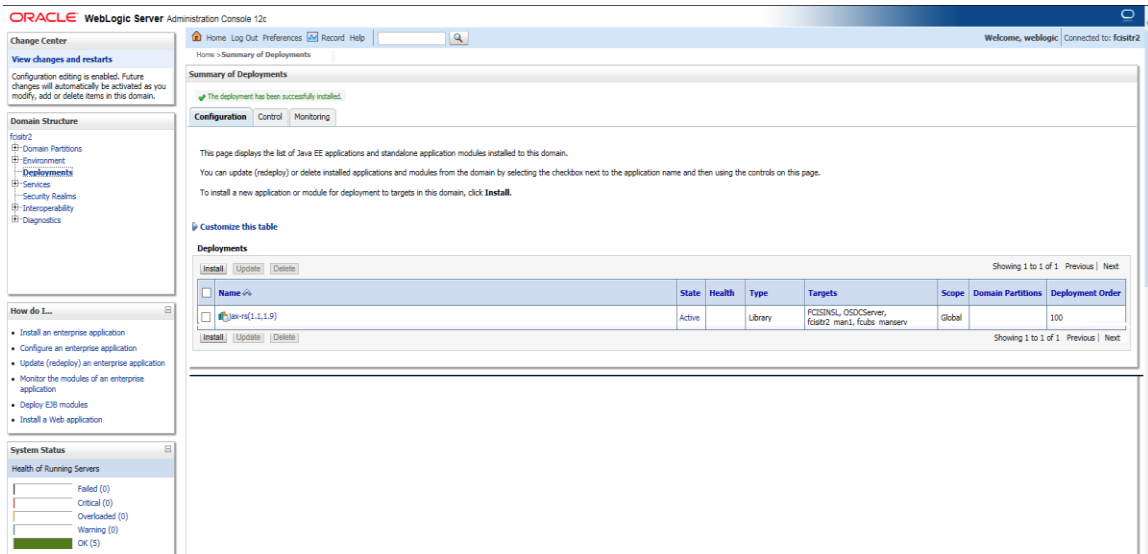 ORACLE WebLogic Server Administration Console 12c
Change Center
View changes and restarts
Configuration editing is enabled. Future
changes will automatically be activated as you
modify, add or delete items in this domain.
Domain Structure
fcisitr2
Domain Partitions
Environment
Deployments
Services
Security Realms
Interoperability
Diagnostics
How do I...
Install an enterprise application
Configure an enterprise application
Update (redeploy) an enterprise application
Monitor the modules of an enterprise
application
Deploy EJB modules
Install a Web application
System Status
Health of Running Servers
Failed (0)
Critical (0)
Overloaded (0)
Warning (0)
OK (5)
Home Log Out Preferences Record Help
Welcome, weblogic Connected to: fcisitr2
Home >Summary of Deployments
Summary of Deployments
The deployment has been successfully installed.
Configuration Control Monitoring
This page displays the list of Java EE applications and standalone application modules installed to this domain.
You can update (redeploy) or delete installed applications and modules from the domain by selecting the checkbox next to the application name and then using the controls on this page.
To install a new application or module for deployment to targets in this domain, click Install.
Customize this table
Deployments
Install Update Delete Showing 1 to 1 of 1 Previous | Next
Name State Health Type Targets Scope Domain Partitions Deployment Order
jax-rs(1.1,1.9) Active Library FCISINSL, OSDCServer, Global 100
fcisitr2_man1, fcubs_manserv
Install Update Delete Showing 1 to 1 of 1 Previous | Next